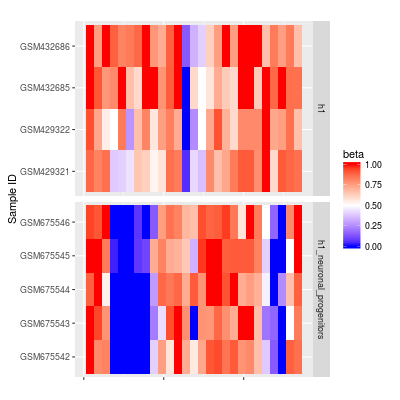 Sample ID
GSM432686
GSM432685
GSM429322
GSM429321
h1
GSM675546
GSM675545
GSM675544
GSM675543
GSM675542
h1_neuronal_progenitors
beta
1.00
0.75
0.50
0.25
0.00